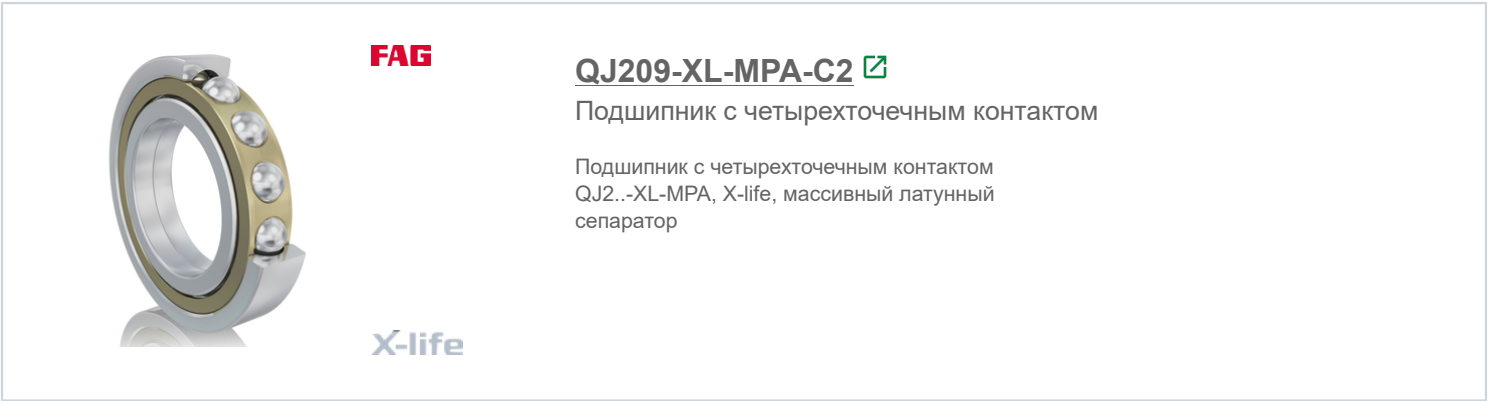 FAG
QJ209-XL-MPA-C2
Подшипник с четырехточечным контактом
Подшипник с четырехточечным контактом
QJ2..-XL-MPA, X-life, массивный латунный
сепаратор
X-life